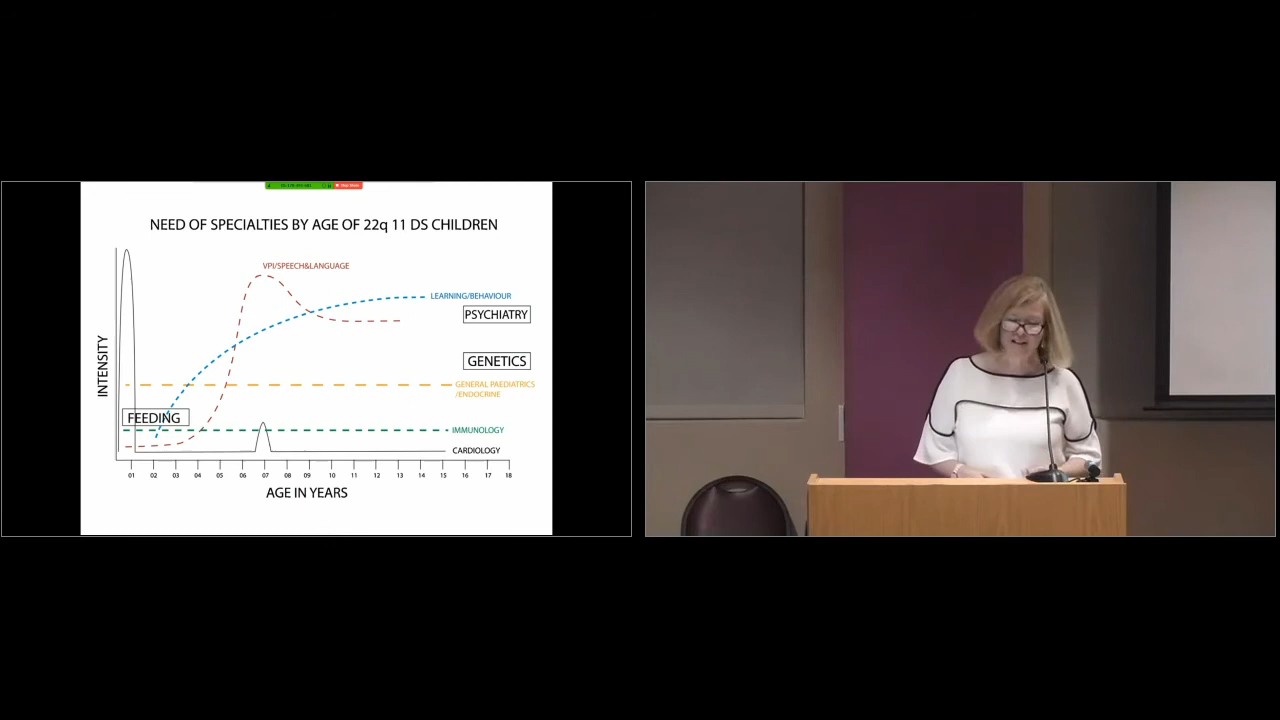 NEED OF SPECIALTIES BY AGE OF 22q 11 DS CHILDREN
VPI/SPEECH&LANGUAGE
LEARNING/BEHAVIOUR
PSYCHIATRY
GENETICS
GENERAL PAEDIATRICS
/ENDOCRINE
FEEDING
IMMUNOLOGY
CARDIOLOGY
INTENSITY
01 02 03 04 05 06 07 08 09 10 11 12 13 14 15 16 17 18
AGE IN YEARS